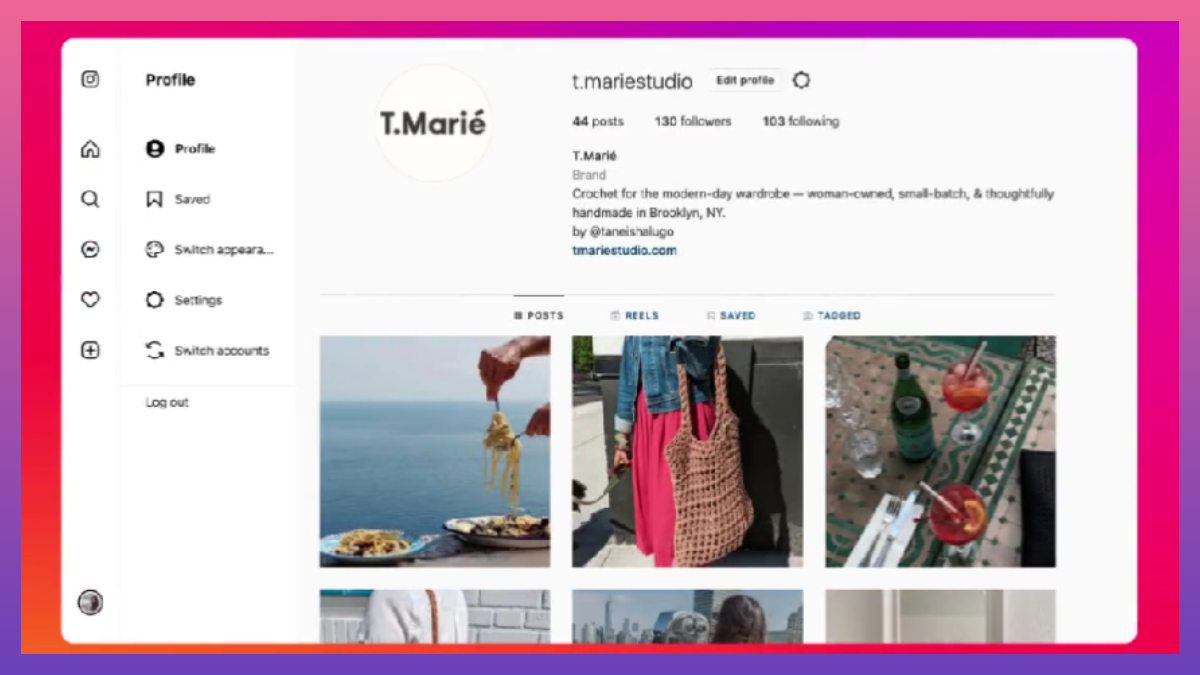 Profile
Profile
Saved
Switch appeara...
Settings
Switch accounts
Log out
T.Marié
t.mariestudio Edit profile
44 posts 130 followers 103 following
T.Marié
Brand
Crochet for the modern-day wardrobe — woman-owned, small-batch, & thoughtfully
handmade in Brooklyn, NY.
by @taneishalugo
tmariestudio.com
POSTS REELS SAVED TAGGED